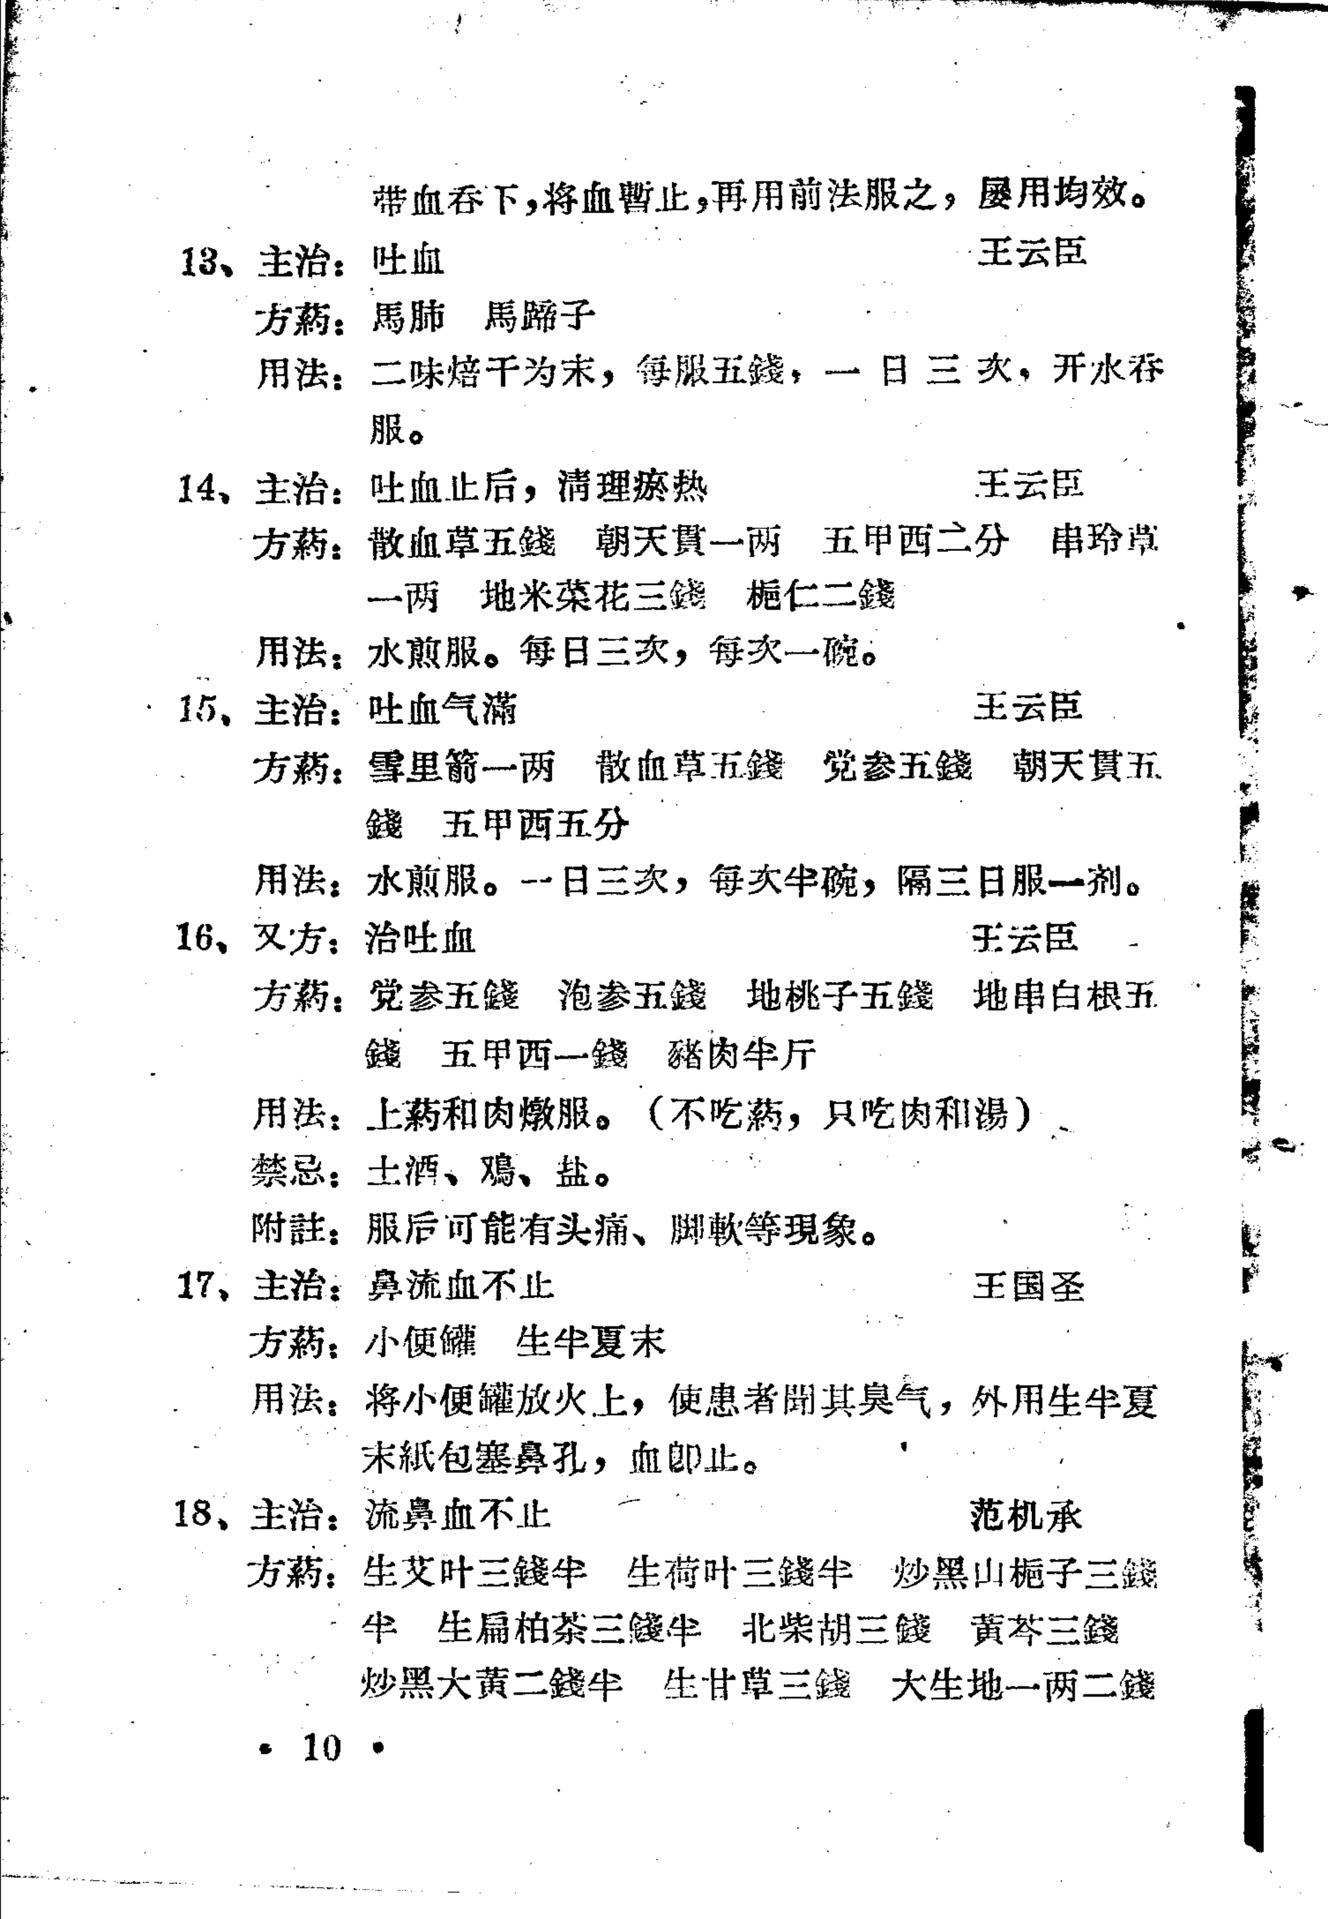 带血吞下，将血暫止，再用前法服之，屡用均效。
13、主治：吐血　王云臣
方葯：馬肺　馬蹄子
用法：二味焙干为末，每服五錢，一日三次，开水吞
服。
14、主治：吐血止后，清理瘀热　王云臣
方葯：散血草五錢　朝天貫一两　五甲西二分　串玲草
一两　地米菜花三錢　梔仁二錢
用法：水煎服。每日三次，每次一碗。
15、主治：吐血气滿　王云臣
方葯：雪里箭一两　散血草五錢　党参五錢　朝天貫五
錢　五甲西五分
用法：水煎服。一日三次，每次半碗，隔三日服一剂。
16、又方：治吐血　王云臣
方葯：党参五錢　泡参五錢　地桃子五錢　地串白根五
錢　五甲西一錢　豬肉半斤
用法：上葯和肉燉服。（不吃葯，只吃肉和湯）
禁忌：土酒、鸡、盐。
附註：服后可能有头痛、脚軟等現象。
17、主治：鼻流血不止　王国圣
方葯：小便罐　生半夏末
用法：将小便罐放火上，使患者聞其臭气，外用生半夏
末紙包塞鼻孔，血卽止。
18、主治：流鼻血不止　范机承
方葯：生艾叶三錢半　生荷叶三錢半　炒黑山梔子三錢
半　生扁柏茶三錢半　北柴胡三錢　黄芩三錢
炒黑大黄二錢半　生甘草三錢　大生地一两二錢
• 10 •